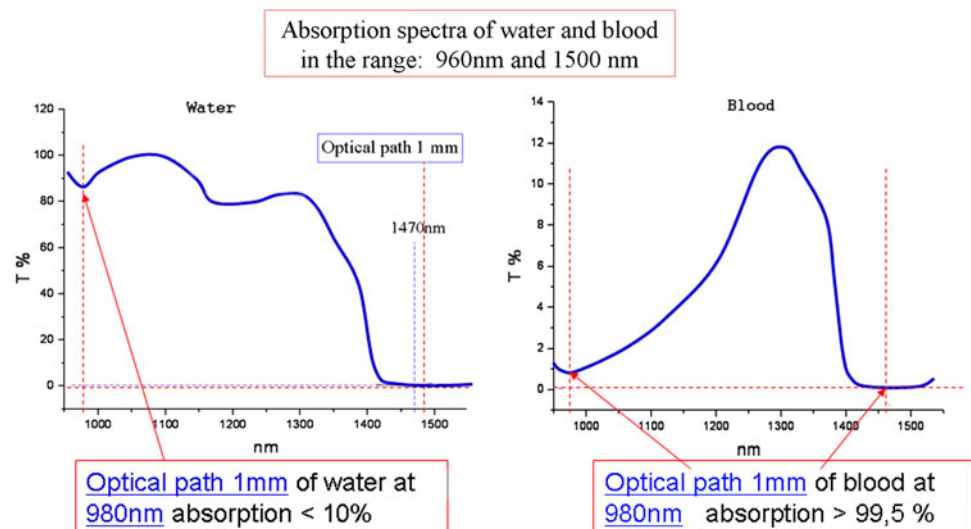 Absorption spectra of water and blood
in the range: 960nm and 1500 nm
Water
120
100
80
60
40
20
0
T %
1000
1100
1200
1300
1400
1500
nm
Optical path 1 mm
1470nm
Blood
14
12
10
8
6
4
2
0
T %
1000
1100
1200
1300
1400
1500
nm
Optical path 1mm of water at
980nm absorption < 10%
Optical path 1mm of blood at
980nm absorption > 99,5 %